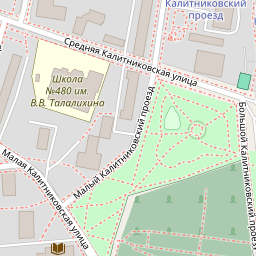 Калитниковский
проезд
Средняя Калитниковская улица
Школа
№480 им.
В.В. Талалихина
Малый Калитниковский проезд
Большой Калитниковский проезд
Малая Калитниковская улица